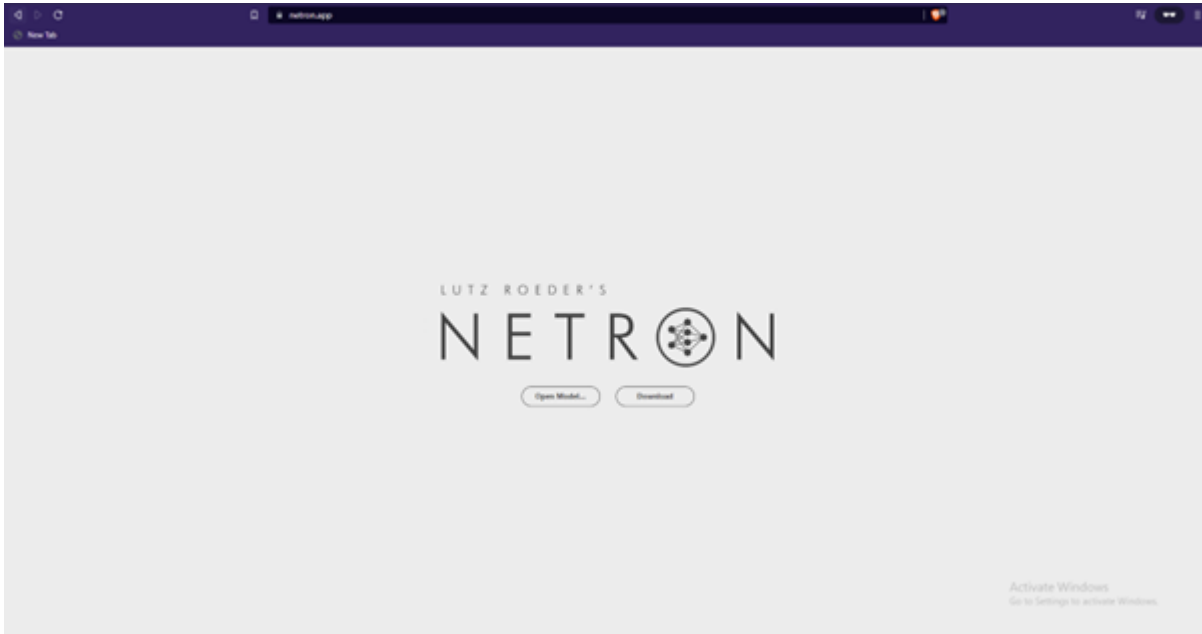 netron.app
New Tab
LUTZ ROEDER'S
NETRON
Open Model...
Download
Activate Windows
Go to Settings to activate Windows.